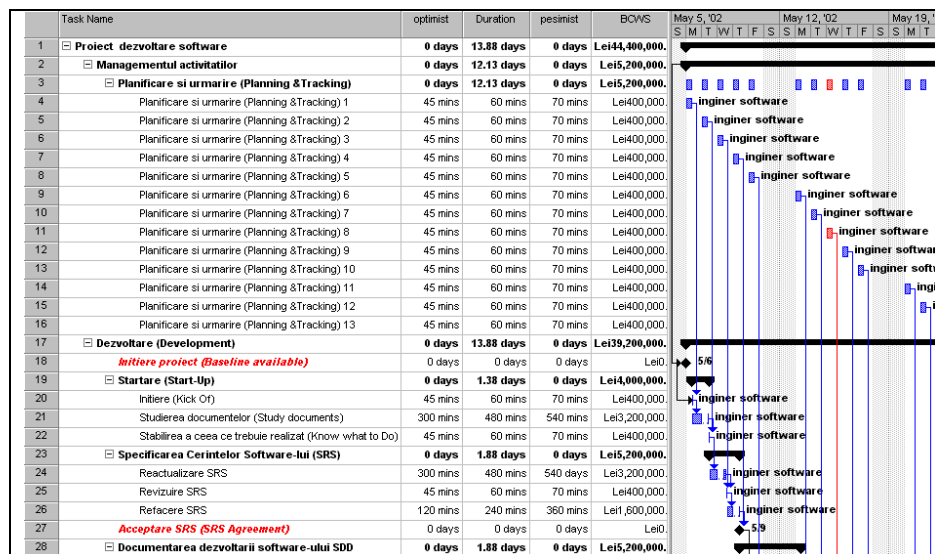 Task Name optimist Duration pesimist BCWS May 5, '02 May 12, '02 May 19, '0
S M T W T F S S M T W T F S S M T
1 Proiect dezvoltare software 0 days 13.88 days 0 days Lei44,400,000.
2 Managementul activitatilor 0 days 12.13 days 0 days Lei5,200,000.
3 Planificare si urmarire (Planning &Tracking) 0 days 12.13 days 0 days Lei5,200,000.
4 Planificare si urmarire (Planning &Tracking) 1 45 mins 60 mins 70 mins Lei400,000. inginer software
5 Planificare si urmarire (Planning &Tracking) 2 45 mins 60 mins 70 mins Lei400,000. inginer software
6 Planificare si urmarire (Planning &Tracking) 3 45 mins 60 mins 70 mins Lei400,000. inginer software
7 Planificare si urmarire (Planning &Tracking) 4 45 mins 60 mins 70 mins Lei400,000. inginer software
8 Planificare si urmarire (Planning &Tracking) 5 45 mins 60 mins 70 mins Lei400,000. inginer software
9 Planificare si urmarire (Planning &Tracking) 6 45 mins 60 mins 70 mins Lei400,000. inginer software
10 Planificare si urmarire (Planning &Tracking) 7 45 mins 60 mins 70 mins Lei400,000. inginer software
11 Planificare si urmarire (Planning &Tracking) 8 45 mins 60 mins 70 mins Lei400,000. inginer software
12 Planificare si urmarire (Planning &Tracking) 9 45 mins 60 mins 70 mins Lei400,000. inginer softwar
13 Planificare si urmarire (Planning &Tracking) 10 45 mins 60 mins 70 mins Lei400,000. inginer softw
14 Planificare si urmarire (Planning &Tracking) 11 45 mins 60 mins 70 mins Lei400,000. ingi
15 Planificare si urmarire (Planning &Tracking) 12 45 mins 60 mins 70 mins Lei400,000. i
16 Planificare si urmarire (Planning &Tracking) 13 45 mins 60 mins 70 mins Lei400,000.
17 Dezvoltare (Development) 0 days 13.88 days 0 days Lei39,200,000.
18 Initiere proiect (Baseline available) 0 days 0 days 0 days Lei0. 5/6
19 Startare (Start-Up) 0 days 1.38 days 0 days Lei4,000,000.
20 Initiere (Kick Of) 45 mins 60 mins 70 mins Lei400,000. inginer software
21 Studierea documentelor (Study documents) 300 mins 480 mins 540 mins Lei3,200,000. inginer software
22 Stabilirea a ceea ce trebuie realizat (Know what to Do) 45 mins 60 mins 70 mins Lei400,000. inginer software
23 Specificarea Cerintelor Software-lui (SRS) 0 days 1.88 days 0 days Lei5,200,000.
24 Reactualizare SRS 300 mins 480 mins 540 days Lei3,200,000. inginer software
25 Revizuire SRS 45 mins 60 mins 70 mins Lei400,000. inginer software
26 Refacere SRS 120 mins 240 mins 360 mins Lei1,600,000. inginer software
27 Acceptare SRS (SRS Agreement) 0 days 0 days 0 days Lei0. 5/9
28 Documentarea dezvoltarii software-ului SDD 0 days 1.88 days 0 days Lei5,200,000.